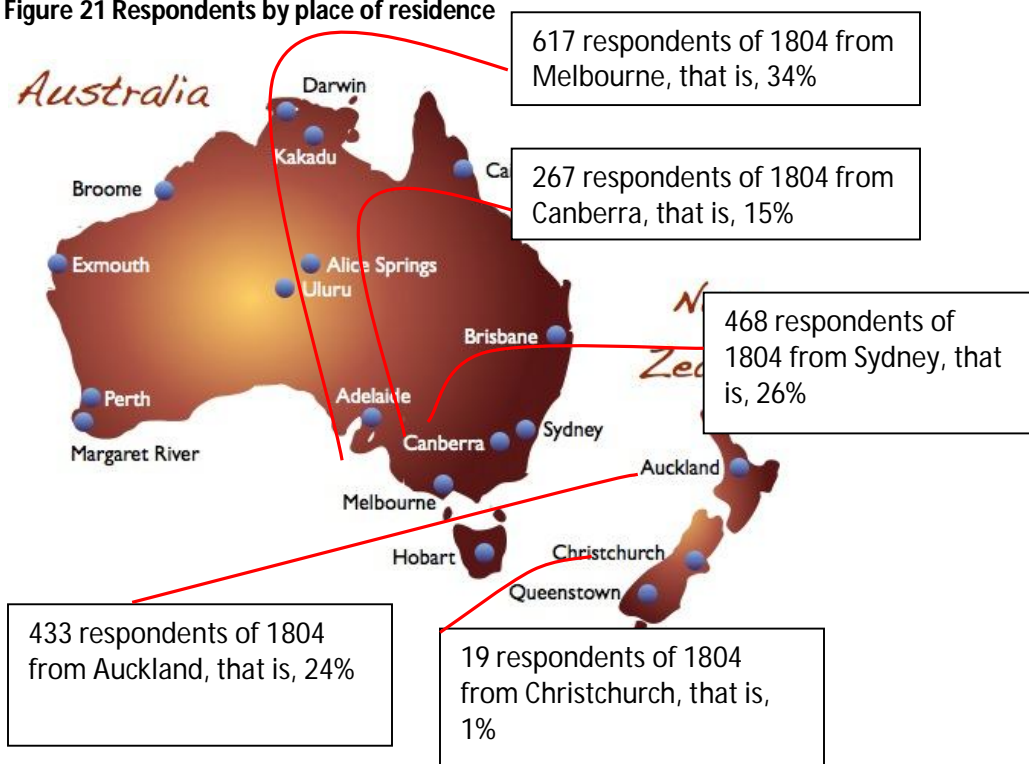 Figure 21 Respondents by place of residence
617 respondents of 1804 from
Melbourne, that is, 34%
Australia
Darwin
Kakadu
267 respondents of 1804 from
Canberra, that is, 15%
Broome
Exmouth
Alice Springs
Uluru
468 respondents of
1804 from Sydney, that
is, 26%
Brisbane
Perth
Adelaide
Margaret River
Canberra
Sydney
Auckland
Melbourne
Hobart
Christchurch
Queenstown
433 respondents of 1804
from Auckland, that is, 24%
19 respondents of 1804
from Christchurch, that is,
1%